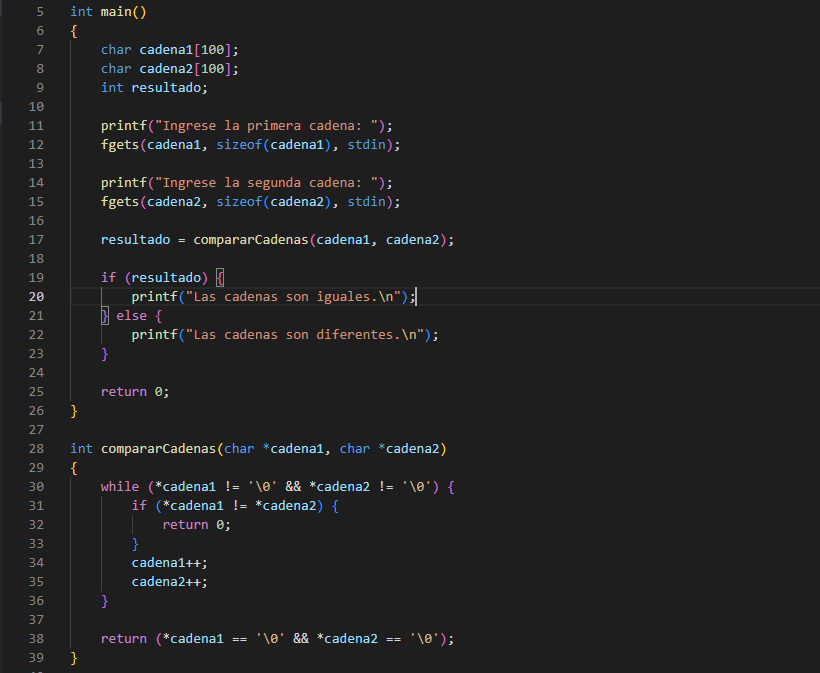 5 int main()
6 {
7     char cadena1[100];
8     char cadena2[100];
9     int resultado;
10
11     printf("Ingrese la primera cadena: ");
12     fgets(cadena1, sizeof(cadena1), stdin);
13
14     printf("Ingrese la segunda cadena: ");
15     fgets(cadena2, sizeof(cadena2), stdin);
16
17     resultado = compararCadenas(cadena1, cadena2);
18
19     if (resultado) {
20         printf("Las cadenas son iguales.\n");
21     } else {
22         printf("Las cadenas son diferentes.\n");
23     }
24
25     return 0;
26 }
27
28 int compararCadenas(char *cadena1, char *cadena2)
29 {
30     while (*cadena1 != '\0' && *cadena2 != '\0') {
31         if (*cadena1 != *cadena2) {
32             return 0;
33         }
34         cadena1++;
35         cadena2++;
36     }
37
38     return (*cadena1 == '\0' && *cadena2 == '\0');
39 }